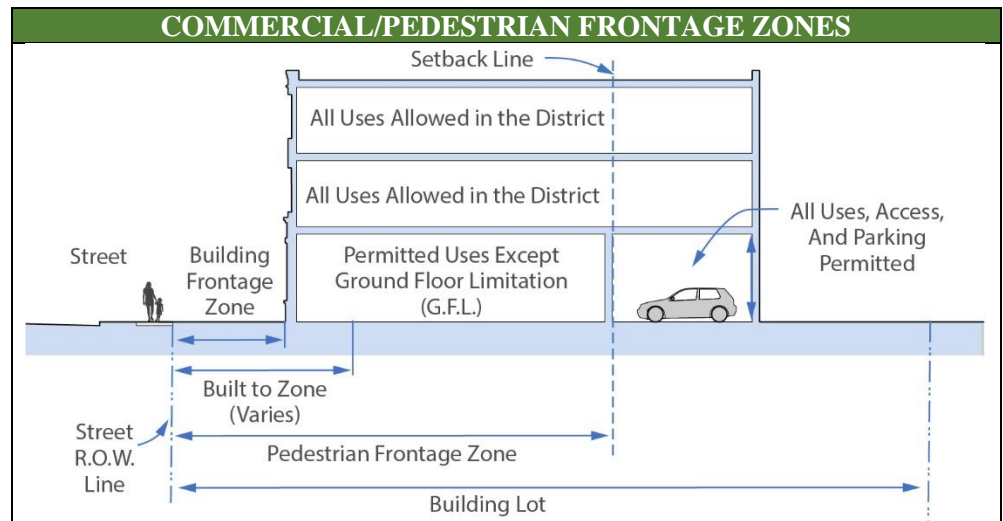 COMMERCIAL/PEDESTRIAN FRONTAGE ZONES
Setback Line
All Uses Allowed in the District
All Uses Allowed in the District
Street
Building
Frontage
Zone
Permitted Uses Except
Ground Floor Limitation
(G.F.L.)
All Uses, Access,
And Parking
Permitted
Built to Zone
(Varies)
Street
R.O.W.
Line
Pedestrian Frontage Zone
Building Lot